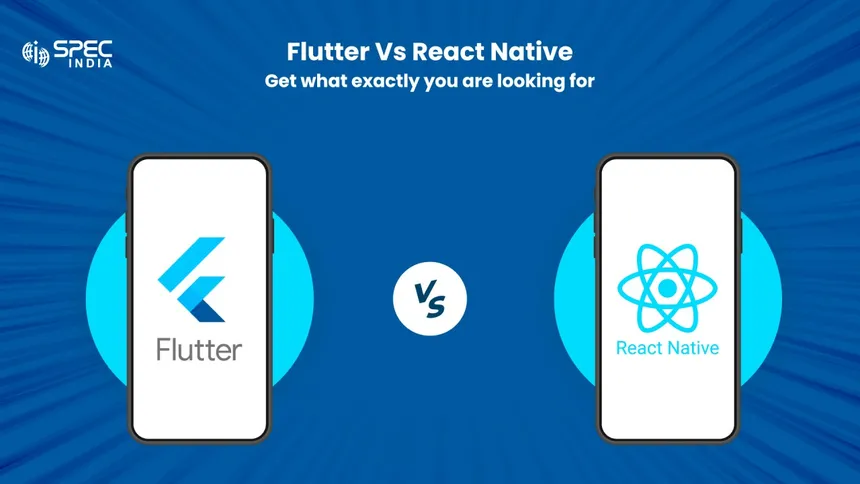 SPEC
INDIA
Flutter Vs React Native
Get what exactly you are looking for
Flutter
Vs
React Native